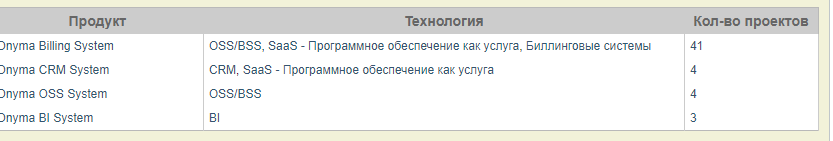 Продукт Технология Кол-во проектов
Onyma Billing System OSS/BSS, SaaS - Программное обеспечение как услуга, Биллинговые системы 41
Onyma CRM System CRM, SaaS - Программное обеспечение как услуга 4
Onyma OSS System OSS/BSS 4
Onyma BI System BI 3